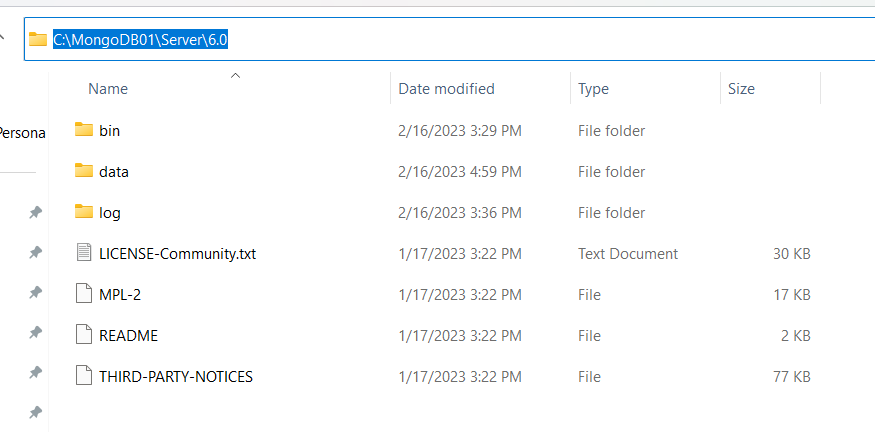 C:\MongoDB01\Server\6.0
Name Date modified Type Size
bin 2/16/2023 3:29 PM File folder
Persona
data 2/16/2023 4:59 PM File folder
log 2/16/2023 3:36 PM File folder
LICENSE-Community.txt 1/17/2023 3:22 PM Text Document 30 KB
MPL-2 1/17/2023 3:22 PM File 17 KB
README 1/17/2023 3:22 PM File 2 KB
THIRD-PARTY-NOTICES 1/17/2023 3:22 PM File 77 KB